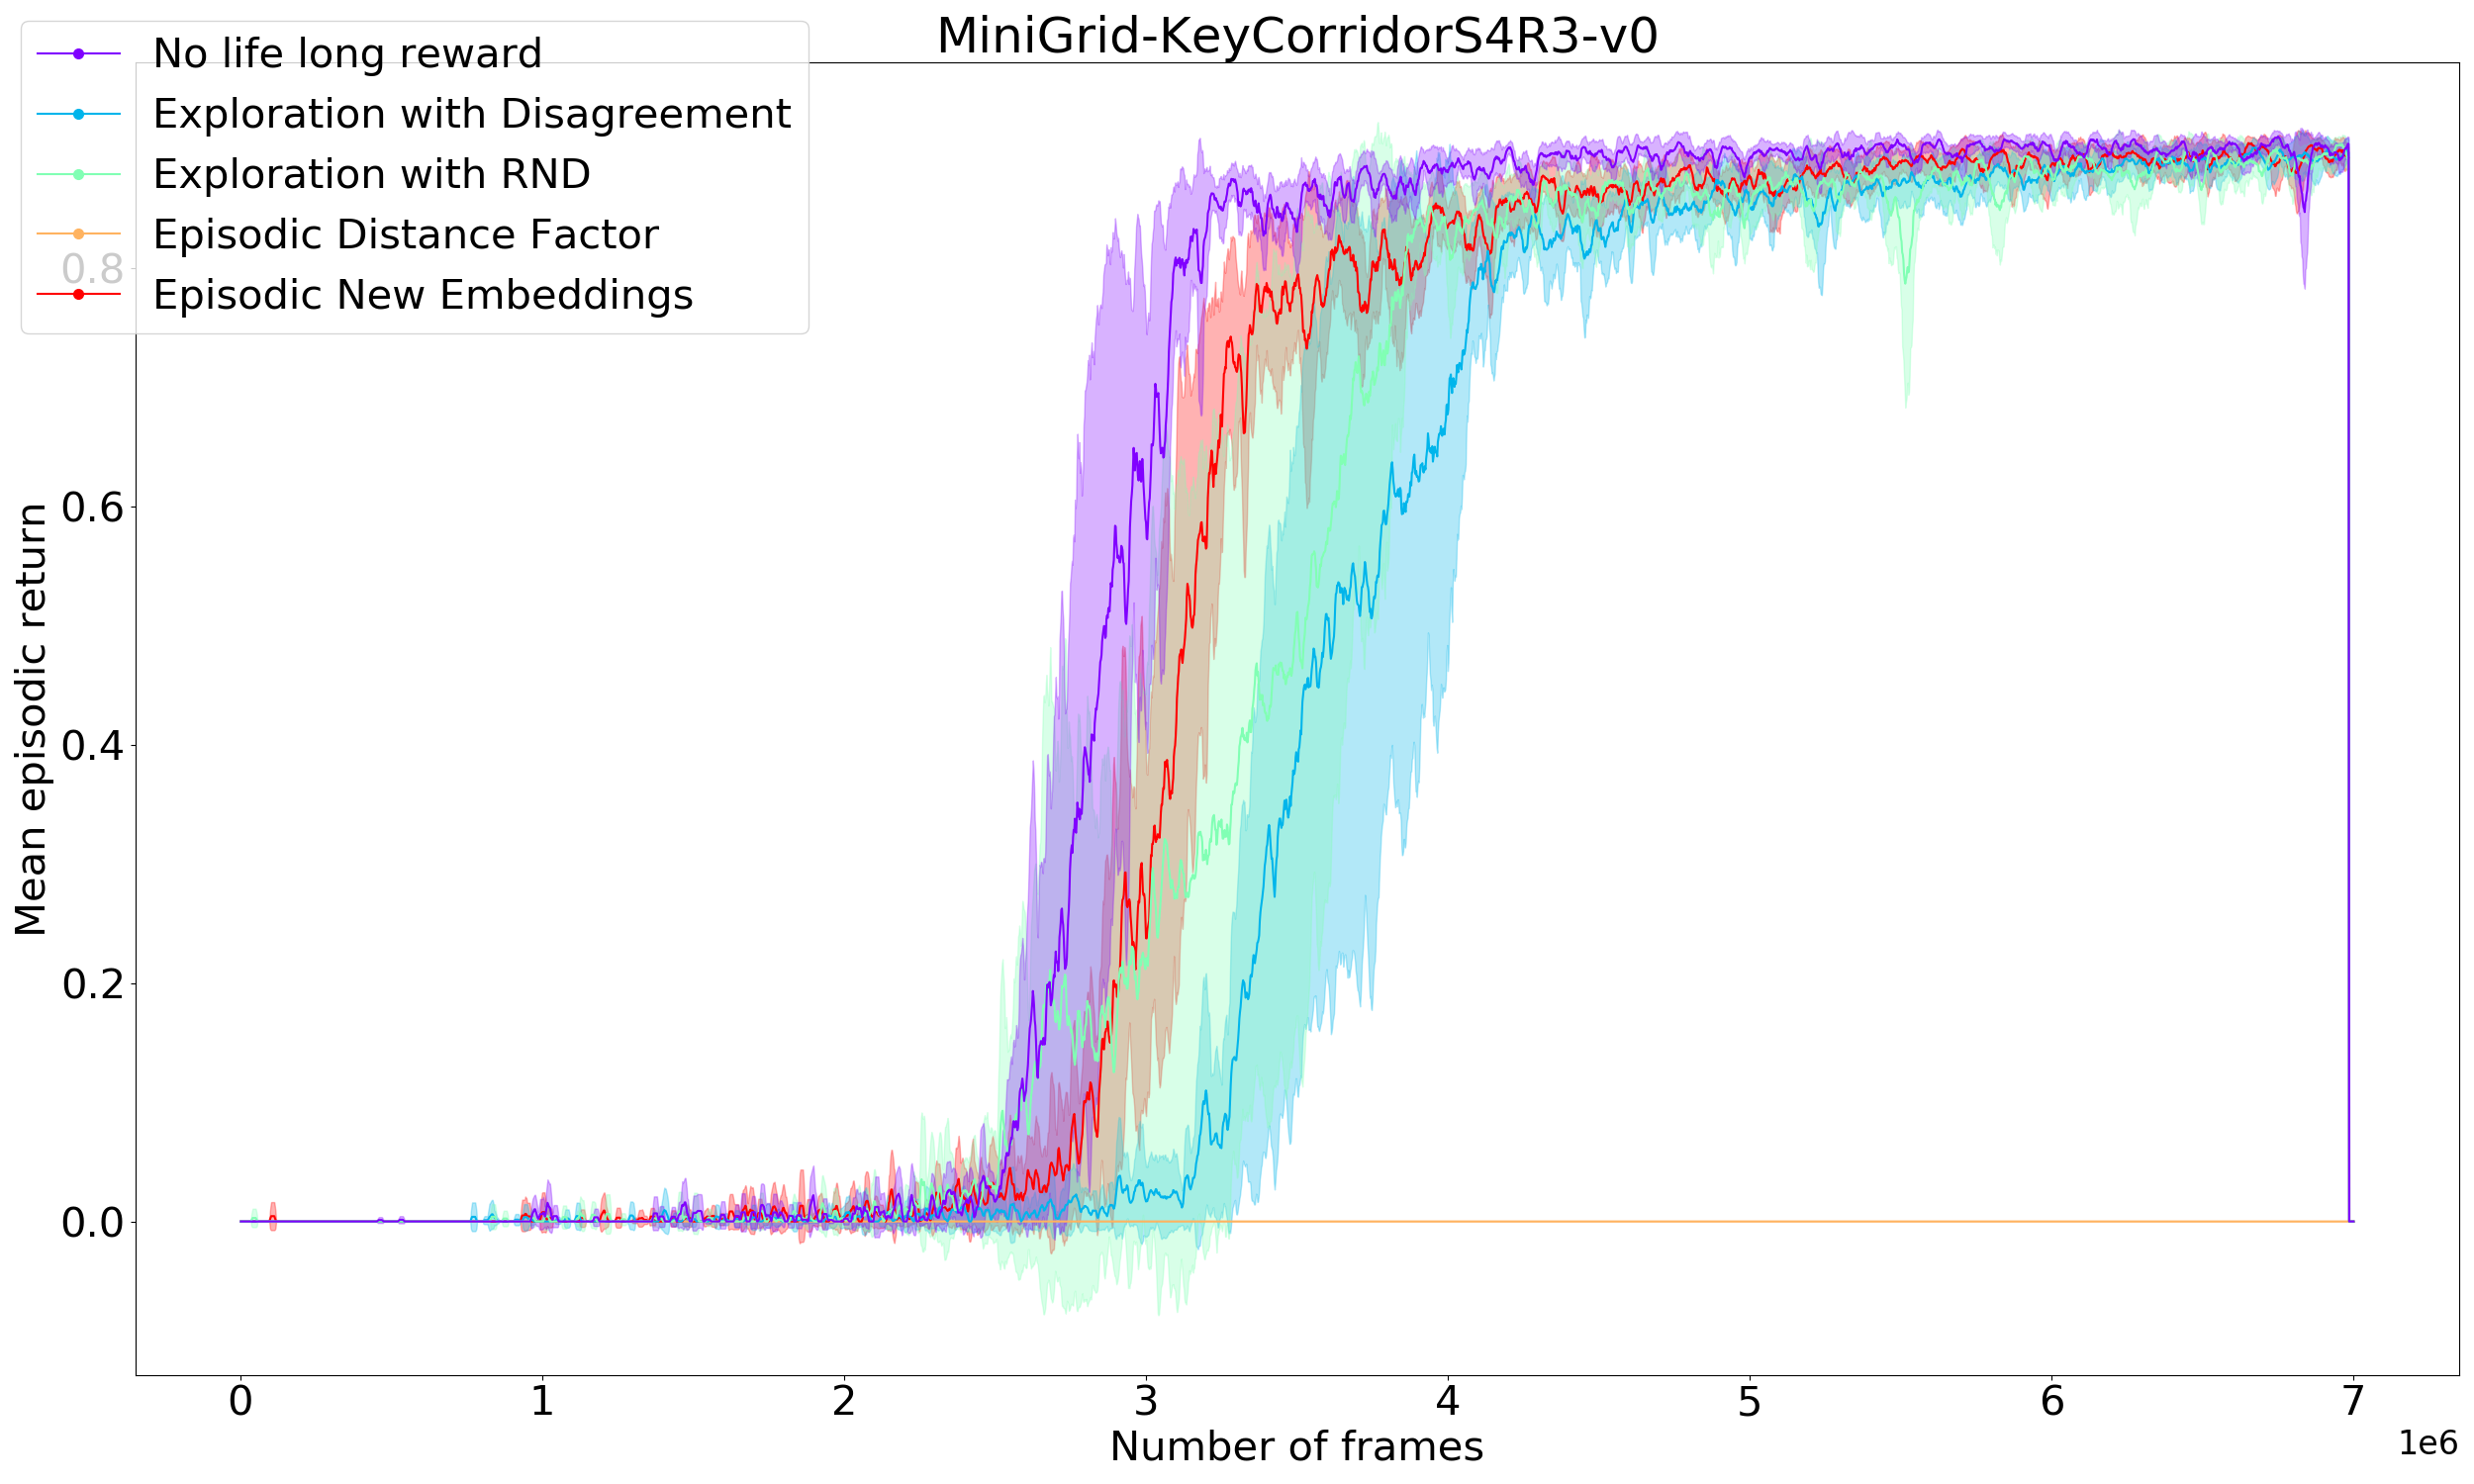 MiniGrid-KeyCorridorS4R3-v0
No life long reward
Exploration with Disagreement
Exploration with RND
Episodic Distance Factor
Episodic New Embeddings
0.8
0.6
0.4
0.2
0.0
Mean episodic return
0 1 2 3 4 5 6 7
1e6
Number of frames